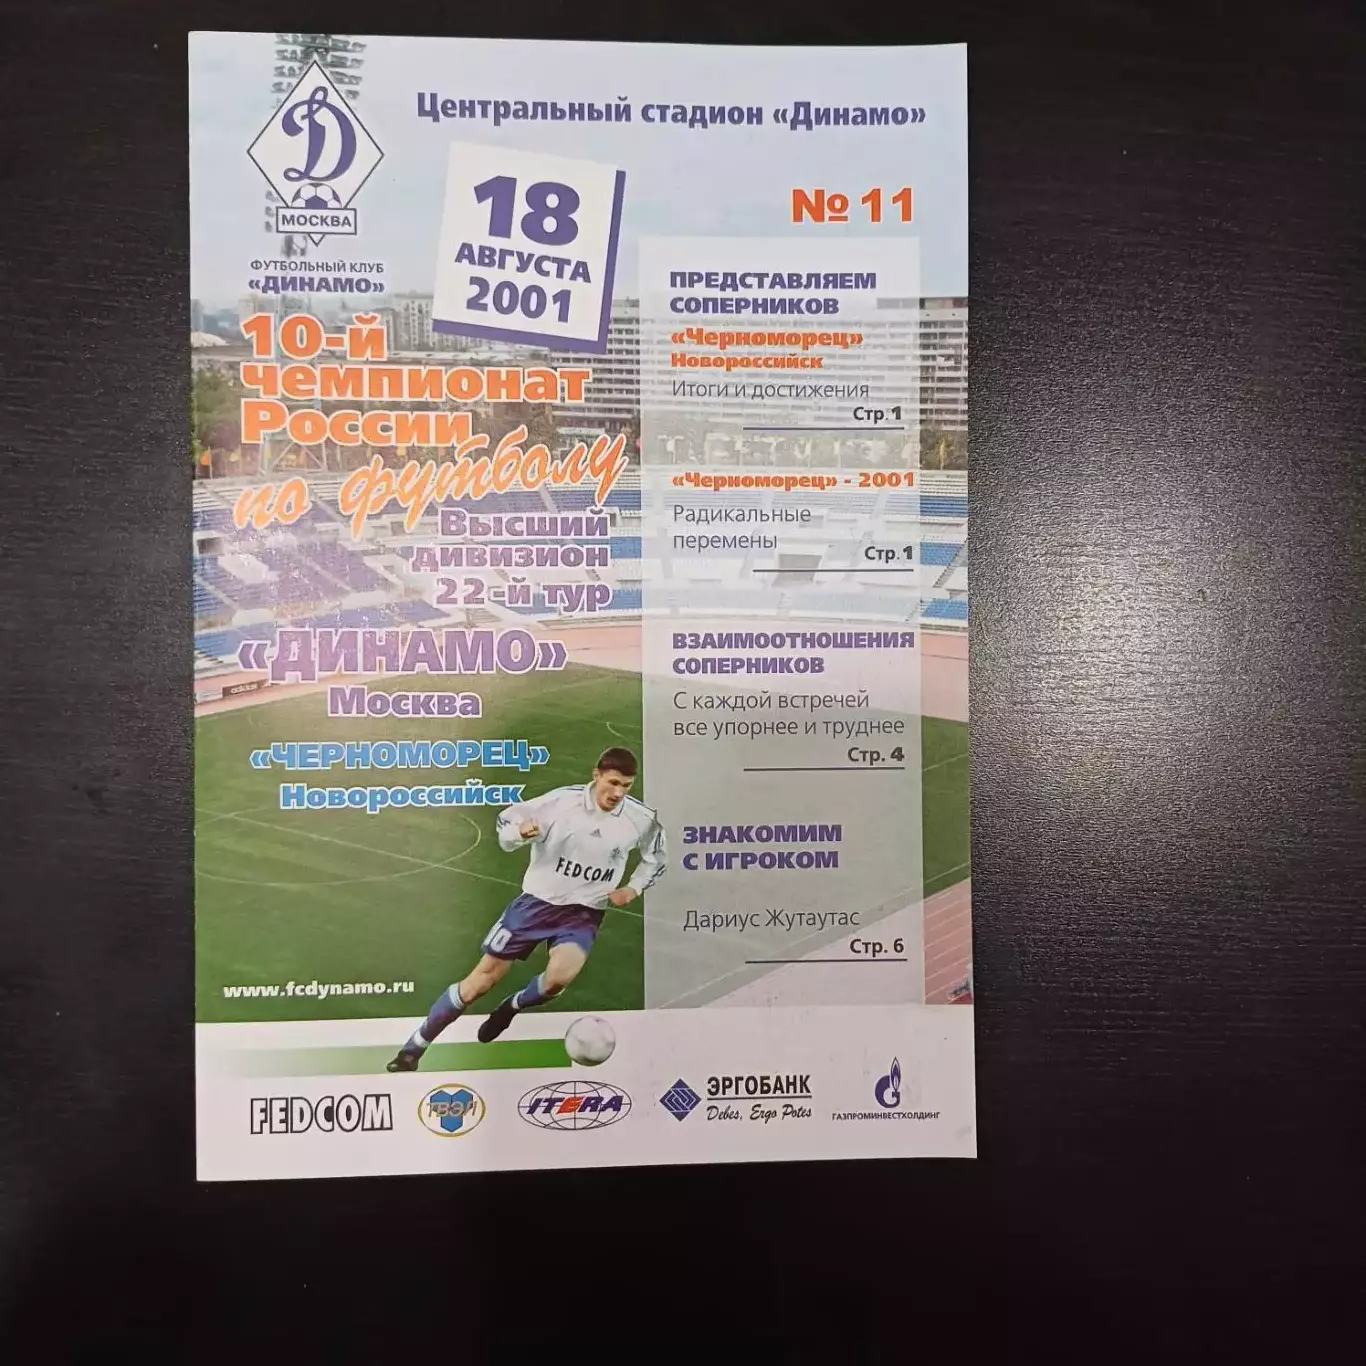 Центральный стадион «Динамо»
Д
МОСКВА
ФУТБОЛЬНЫЙ КЛУБ
«ДИНАМО»
18
АВГУСТА
2001
№ 11
10-й
чемпионат
России
по футболу
Высший
дивизион
22-й тур
«ДИНАМО»
Москва
«ЧЕРНОМОРЕЦ»
Новороссийск
ПРЕДСТАВЛЯЕМ
СОПЕРНИКОВ
«Черноморец»
Новороссийск
Итоги и достижения
Стр.1
«Черноморец» - 2001
Радикальные
перемены
Стр.1
ВЗАИМООТНОШЕНИЯ
СОПЕРНИКОВ
С каждой встречей
все упорнее и труднее
Стр. 4
ЗНАКОМИМ
С ИГРОКОМ
Дариус Жутаутас
Стр. 6
adidas
FEDCOM
10
www.fcdynamo.ru
FEDCOM
ТВЭЛ
ITERA
ЭРГОБАНК
Debes, Ergo Potes
ГАЗПРОМИНВЕСТХОЛДИНГ